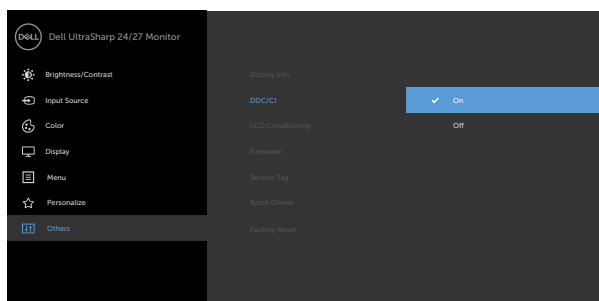 DELL Dell UltraSharp 24/27 Monitor
Brightness/Contrast
Input Source
Color
Display
Menu
Personalize
Others
Display Info
DDC/CI
LCD Conditioning
Firmware
Service Tag
Reset Others
Factory Reset
On
Off